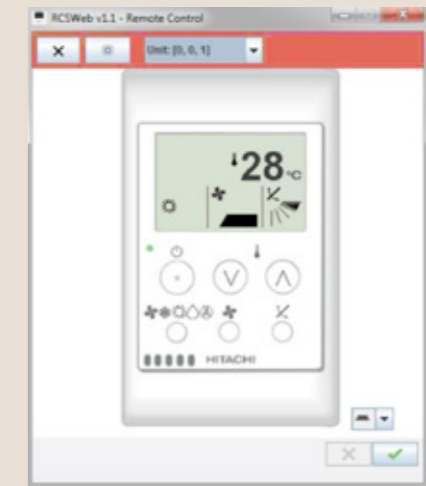 RCSWeb v1.1 - Remote Control
Unit: [0, 0, 1]
28 °C
HITACHI